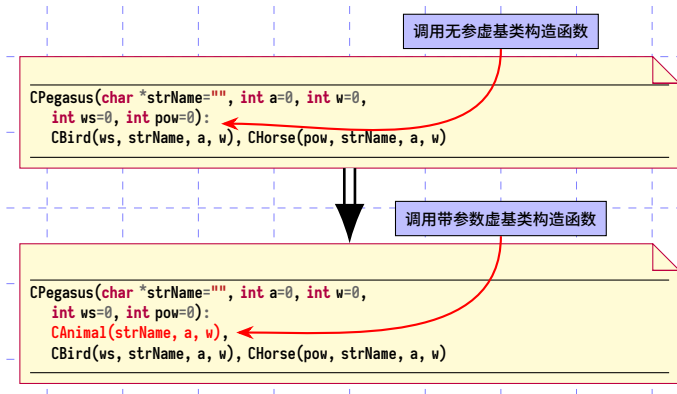 调用无参虚基类构造函数
CPegasus(char *strName="", int a=0, int w=0,
int ws=0, int pow=0):
CBird(ws, strName, a, w), CHorse(pow, strName, a, w)
调用带参数虚基类构造函数
CPegasus(char *strName="", int a=0, int w=0,
int ws=0, int pow=0):
CAnimal(strName, a, w),
CBird(ws, strName, a, w), CHorse(pow, strName, a, w)